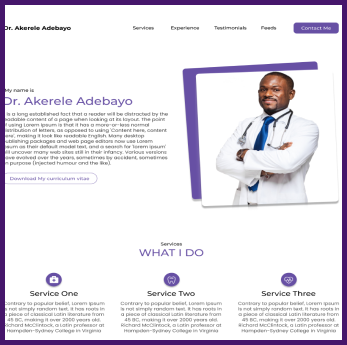 Dr. Akerele Adebayo
Services Experience Testimonials Feeds Contact Me
My name is
Dr. Akerele Adebayo
is a long established fact that a reader will be distracted by the
readable content of a page when looking at its layout. The point
f using Lorem Ipsum is that it has a more-or-less normal
distribution of letters, as opposed to using 'Content here, content
here', making it look like readable English. Many desktop
publishing packages and web page editors now use Lorem
Ipsum as their default model text, and a search for 'lorem ipsum'
will uncover many web sites still in their infancy. Various versions
have evolved over the years, sometimes by accident, sometimes
n purpose (injected humour and the like).
Download My curriculum vitae
Services
WHAT I DO
Service One
Contrary to popular belief, Lorem Ipsum
is not simply random text. It has roots in
a piece of classical Latin literature from
45 BC, making it over 2000 years old.
Richard McClintock, a Latin professor at
Hampden-Sydney College in Virginia
Service Two
Contrary to popular belief, Lorem Ipsum
is not simply random text. It has roots in
a piece of classical Latin literature from
45 BC, making it over 2000 years old.
Richard McClintock, a Latin professor at
Hampden-Sydney College in Virginia
Service Three
Contrary to popular belief, Lorem Ipsum
is not simply random text. It has roots in
a piece of classical Latin literature from
45 BC, making it over 2000 years old.
Richard McClintock, a Latin professor at
Hampden-Sydney College in Virginia